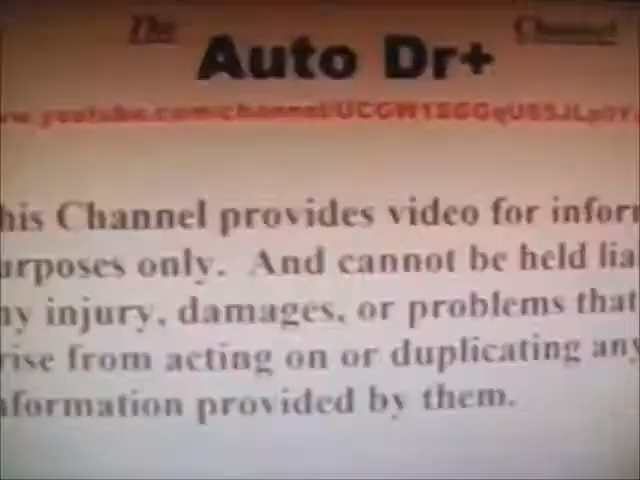 The Channel
Auto Dr+
his Channel provides video for infor
urposes only. And cannot be held lia
ny injury, damages, or problems that
rise from acting on or duplicating any
nformation provided by them.